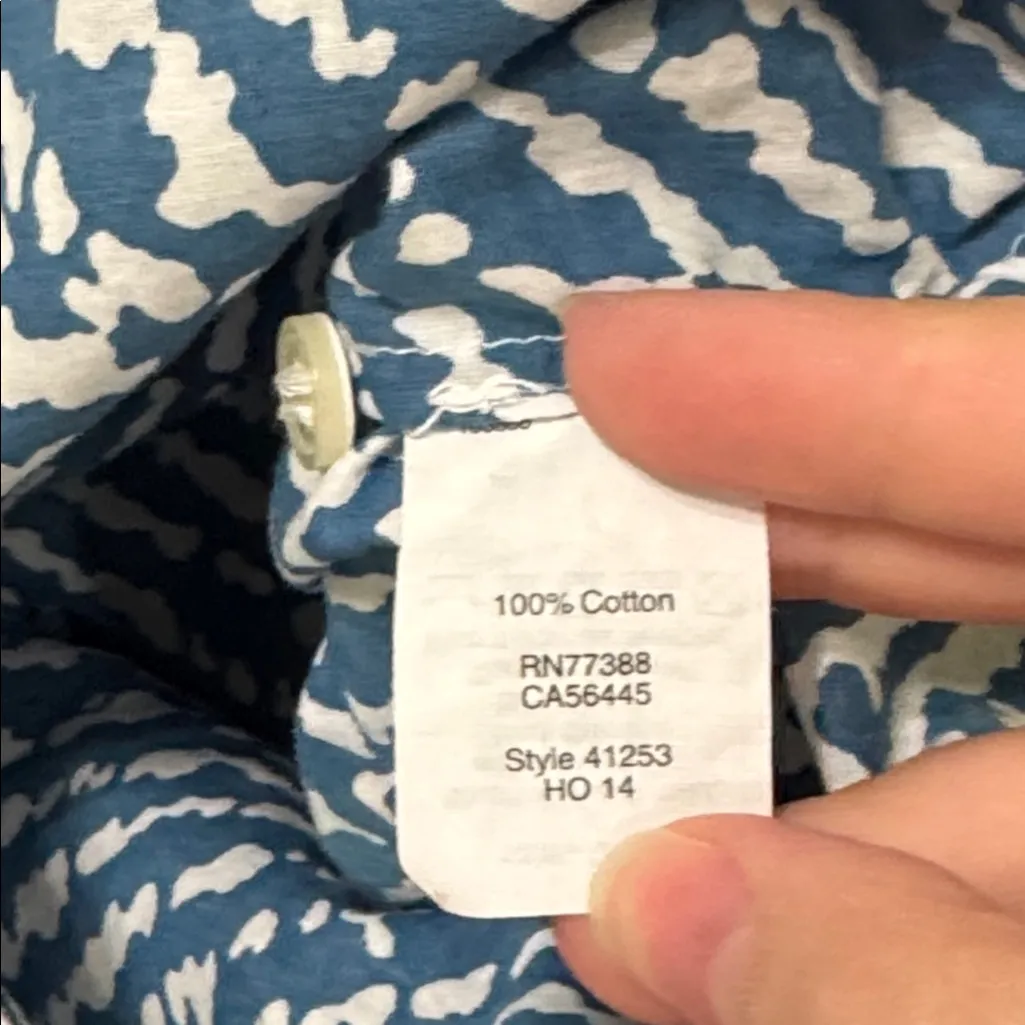 100% Cotton
RN77388
CA56445
Style 41253
HO 14